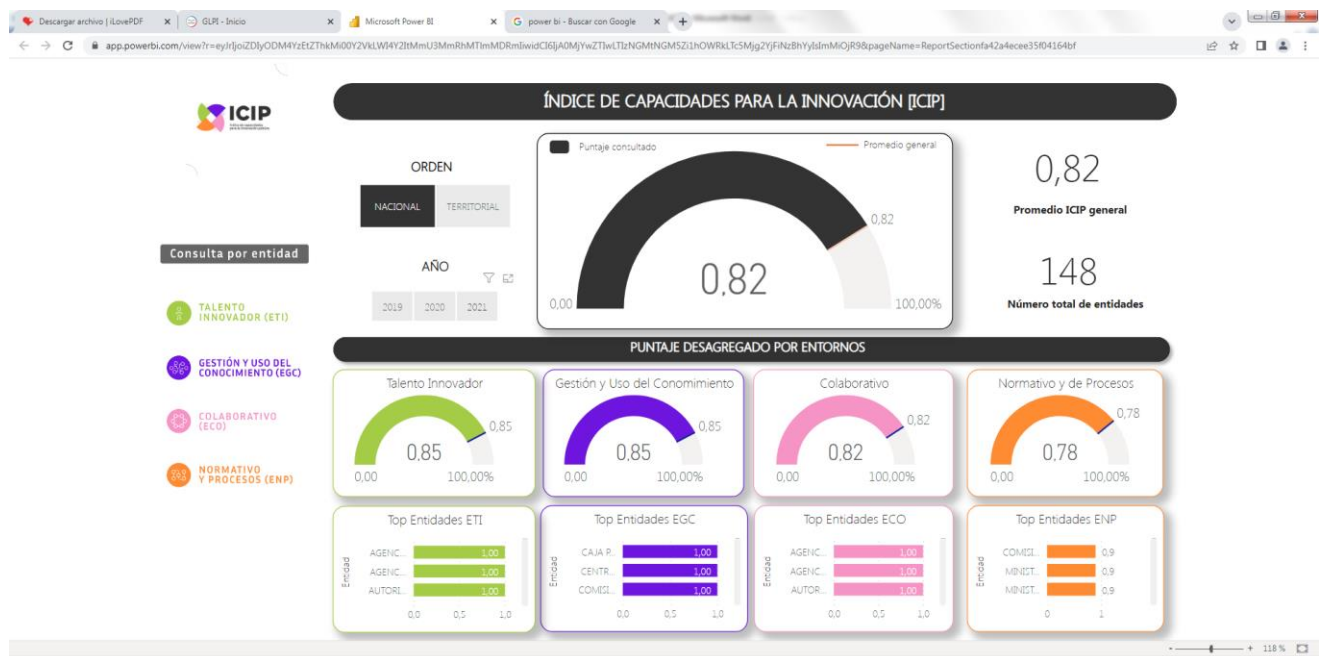 Descargar archivo | iLovePDF
GLPI - Inicio
Microsoft Power BI
power bi - Buscar con Google
ICIP
ÍNDICE DE CAPACIDADES PARA LA INNOVACIÓN [ICIP]
ORDEN
NACIONAL TERRITORIAL
AÑO
2019 2020 2021
Puntaje consultado Promedio general
0,82
0,82
0,00 100,00%
0,82
Promedio ICIP general
148
Número total de entidades
Consulta por entidad
TALENTO
INNOVADOR (ETI)
GESTIÓN Y USO DEL
CONOCIMIENTO (EGC)
COLABORATIVO
(ECO)
NORMATIVO
Y PROCESOS (ENP)
PUNTAJE DESAGREGADO POR ENTORNOS
Talento Innovador
0,85
0,85
0,00 100,00%
Gestión y Uso del Conomimiento
0,85
0,85
0,00 100,00%
Colaborativo
0,82
0,82
0,00 100,00%
Normativo y de Procesos
0,78
0,78
0,00 100,00%
Top Entidades ETI
Entidad
AGENC... 1,00
AGENC... 1,00
AUTORI... 1,00
0,0 0,5 1,0
Top Entidades EGC
Entidad
CAJA P... 1,00
CENTR... 1,00
COMISI... 1,00
0,0 0,5 1,0
Top Entidades ECO
Entidad
AGENC... 1,00
AGENC... 1,00
AUTOR... 1,00
0,0 0,5 1,0
Top Entidades ENP
Entidad
COMISI... 0,9
MINIST... 0,9
MINIST... 0,9
0 1
118 %